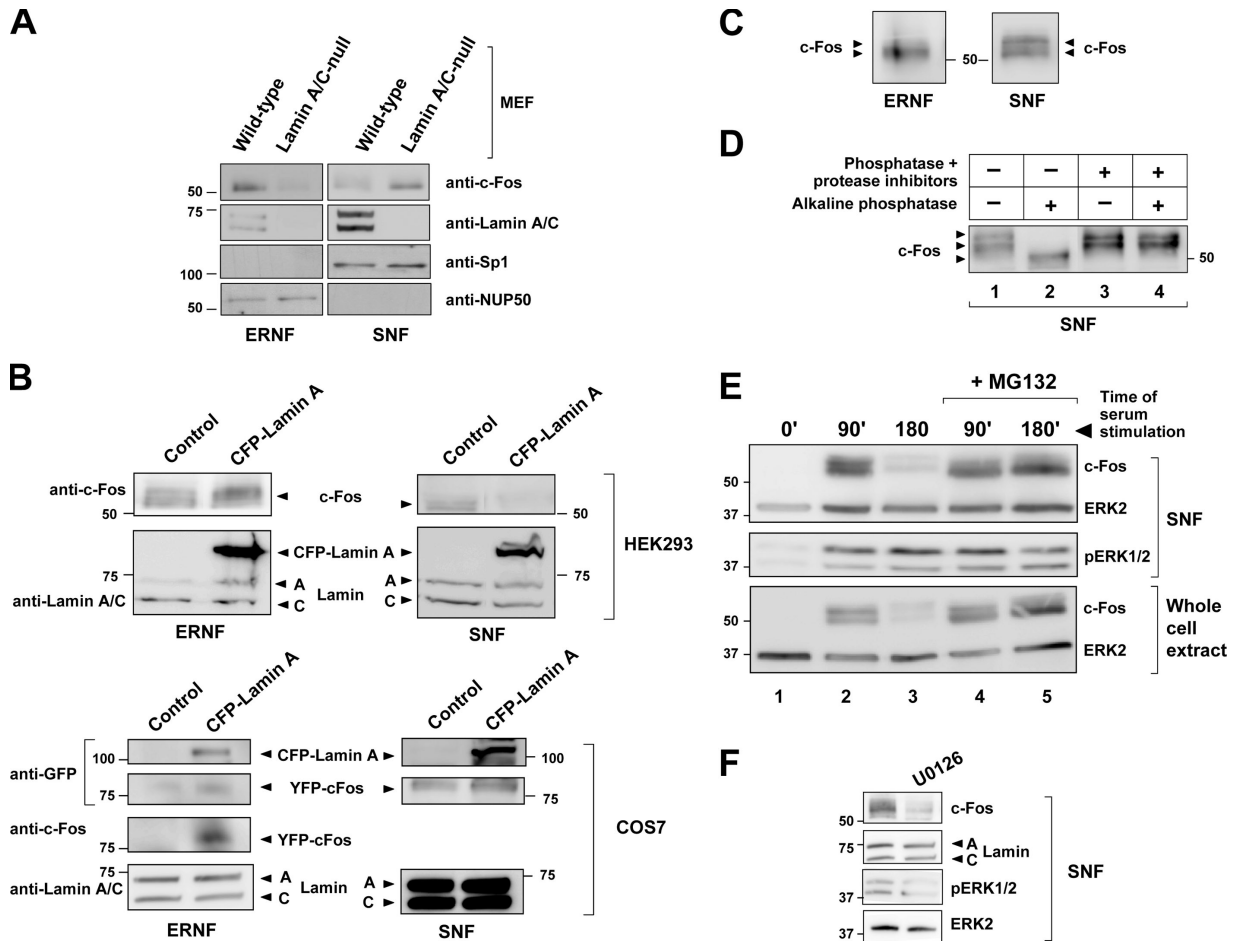 A
Wild-type
Lamin A/C-null
Wild-type
Lamin A/C-null
MEF
50
anti-c-Fos
75
anti-Lamin A/C
100
anti-Sp1
50
anti-NUP50
ERNF
SNF
B
Control
CFP-Lamin A
Control
CFP-Lamin A
anti-c-Fos
c-Fos
50
50
CFP-Lamin A
75
75
A
Lamin
A
anti-Lamin A/C
C
C
HEK293
ERNF
SNF
Control
CFP-Lamin A
Control
CFP-Lamin A
anti-GFP
100
CFP-Lamin A
100
75
YFP-cFos
75
anti-c-Fos
75
YFP-cFos
COS7
75
75
anti-Lamin A/C
A
Lamin
A
C
C
ERNF
SNF
C
c-Fos
50
c-Fos
ERNF
SNF
D
Phosphatase +
protease inhibitors
– – + +
Alkaline phosphatase
– + – +
c-Fos
50
1 2 3 4
SNF
E
+ MG132
0' 90' 180 90' 180'
Time of
serum
stimulation
50
c-Fos
37
ERK2
SNF
37
pERK1/2
50
c-Fos
37
ERK2
Whole
cell
extract
1 2 3 4 5
F
U0126
50
c-Fos
75
A
C
Lamin
37
pERK1/2
37
ERK2
SNF